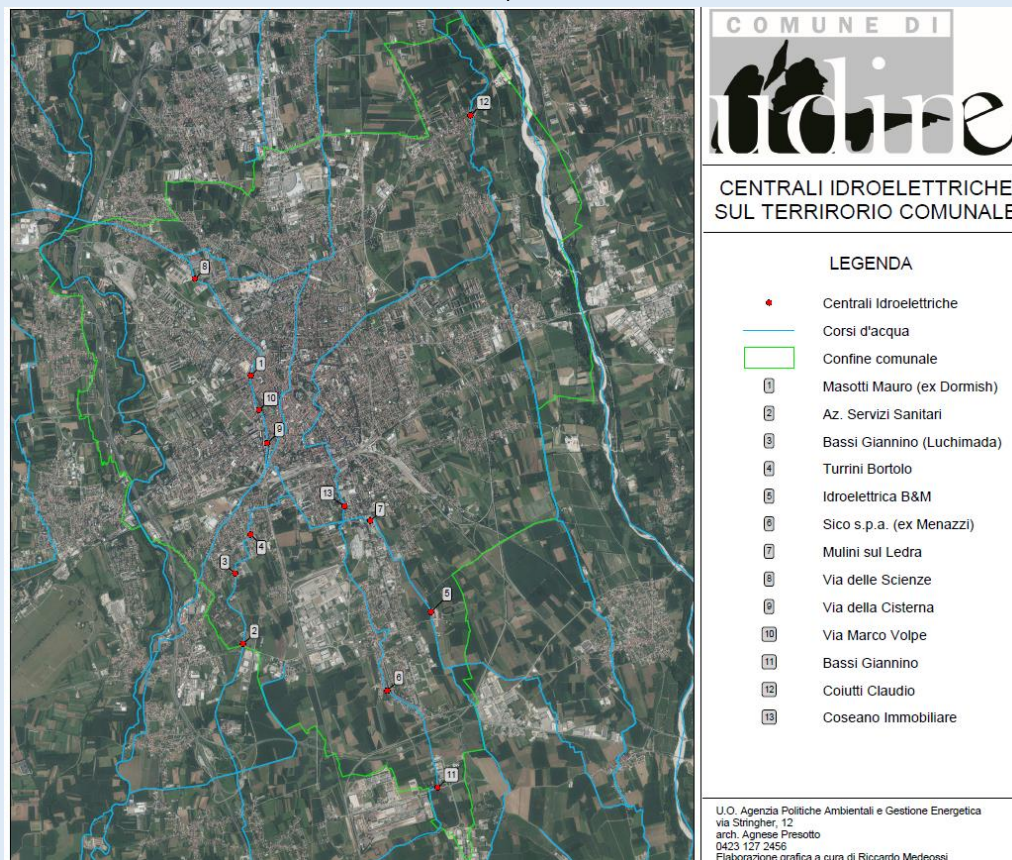 COMUNE DI
udine
CENTRALI IDROELETTRICHE
SUL TERRIRORIO COMUNALE
LEGENDA
Centrali Idroelettriche
Corsi d'acqua
Confine comunale
1 Masotti Mauro (ex Dormish)
2 Az. Servizi Sanitari
3 Bassi Giannino (Luchimada)
4 Turrini Bortolo
5 Idroelettrica B&M
6 Sico s.p.a. (ex Menazzi)
7 Mulini sul Ledra
8 Via delle Scienze
9 Via della Cisterna
10 Via Marco Volpe
11 Bassi Giannino
12 Coiutti Claudio
13 Coseano Immobiliare
U.O. Agenzia Politiche Ambientali e Gestione Energetica
via Stringher, 12
arch. Agnese Presotto
0423 127 2456
Elaborazione grafica a cura di Riccardo Medeossi
12
8
1
10
9
13
7
4
3
5
2
6
11